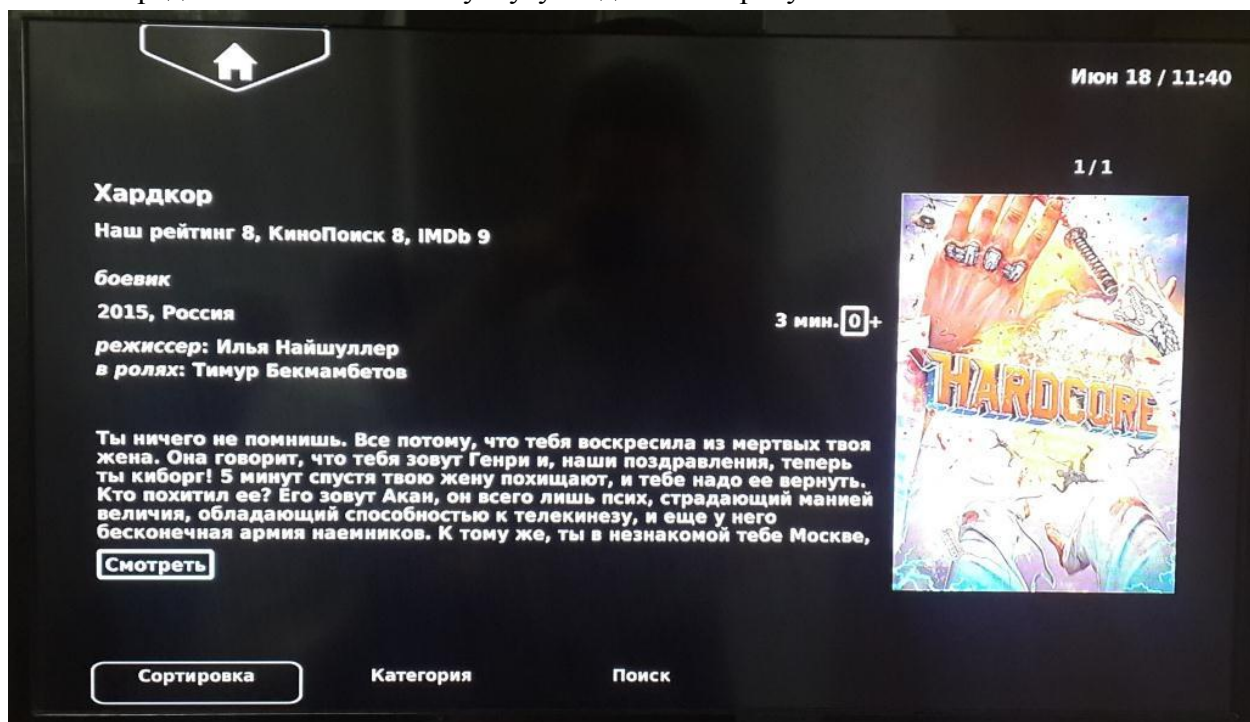 Июн 18 / 11:40
1/1
Хардкор
Наш рейтинг 8, КиноПоиск 8, IMDb 9
боевик
2015, Россия
3 мин. 0+
режиссер: Илья Найшуллер
в ролях: Тимур Бекмамбетов
HARDCORE
Ты ничего не помнишь. Все потому, что тебя воскресила из мертвых твоя
жена. Она говорит, что тебя зовут Генри и, наши поздравления, теперь
ты киборг! 5 минут спустя твою жену похищают, и тебе надо ее вернуть.
Кто похитил ее? Его зовут Акан, он всего лишь псих, страдающий манией
величия, обладающий способностью к телекинезу, и еще у него
бесконечная армия наемников. К тому же, ты в незнакомой тебе Москве,
Смотреть
Сортировка Категория Поиск